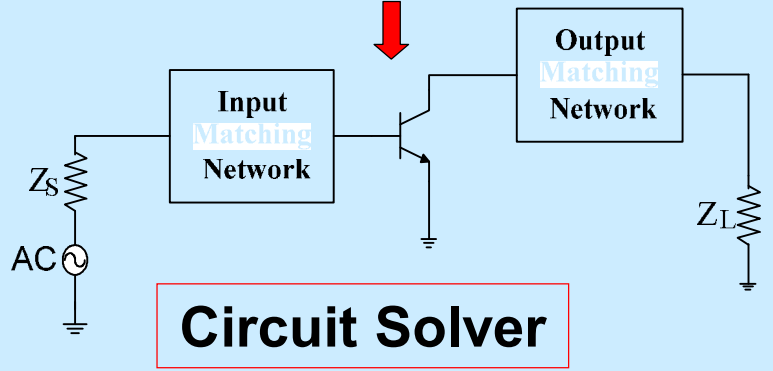 Input
Matching
Network
Output
Matching
Network
ZS
AC
ZL
Circuit Solver